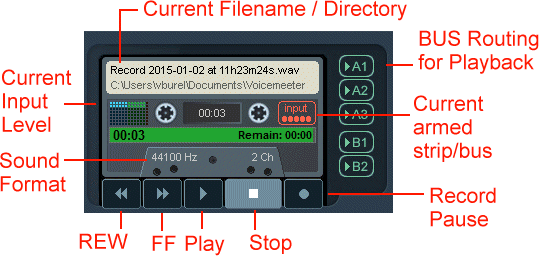 Current Filename / Directory
Record 2015-01-02 at 11h23m24s.wav
C:\Users\wburel\Documents\Voicemeeter
BUS Routing
for Playback
A1
A2
A3
B1
B2
Current
Input
Level
00:03
input
00:03
Remain: 00:00
Current
armed
strip/bus
Sound
Format
44100 Hz
2 Ch
REW
FF
Play
Stop
Record
Pause